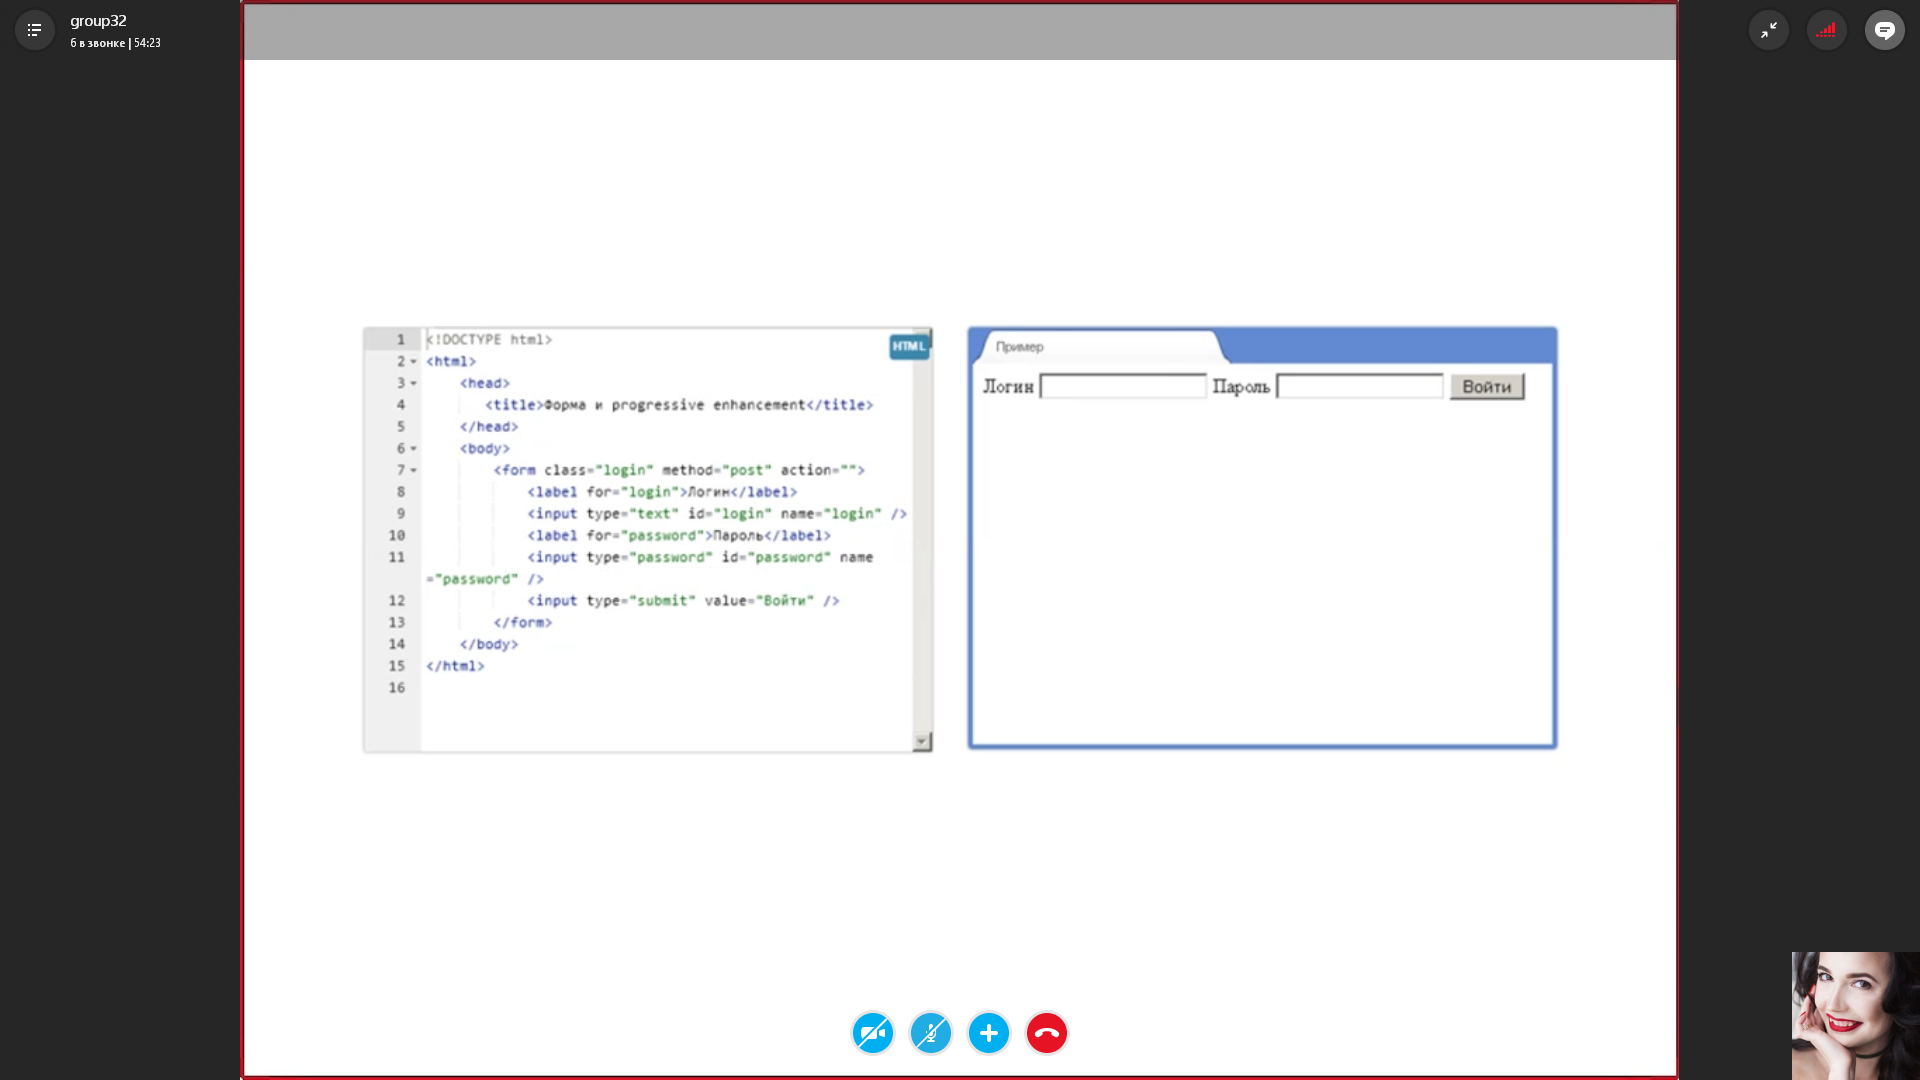 group32
6 в звонке | 54:23
1 <!DOCTYPE html>
HTML
2 <html>
3 <head>
4 <title>Форма и progressive enhancement</title>
5 </head>
6 <body>
7 <form class="login" method="post" action="">
8 <label for="login">Логин</label>
9 <input type="text" id="login" name="login" />
10 <label for="password">Пароль</label>
11 <input type="password" id="password" name
="password" />
12 <input type="submit" value="Войти" />
13 </form>
14 </body>
15 </html>
16
Пример
Логин Пароль Войти